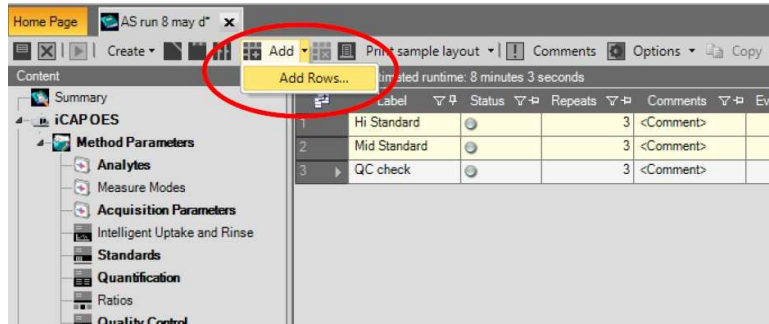 Home Page AS run 8 may d* x
Create Add Print sample layout Comments Options Copy
Content
Add Rows...
timated runtime: 8 minutes 3 seconds
Summary
Label Status Repeats Comments Ev
iCAP OES
1 Hi Standard 3 <Comment>
Method Parameters
2 Mid Standard 3 <Comment>
Analytes
3 QC check 3 <Comment>
Measure Modes
Acquisition Parameters
Intelligent Uptake and Rinse
Standards
Quantification
Ratios
Quality Control